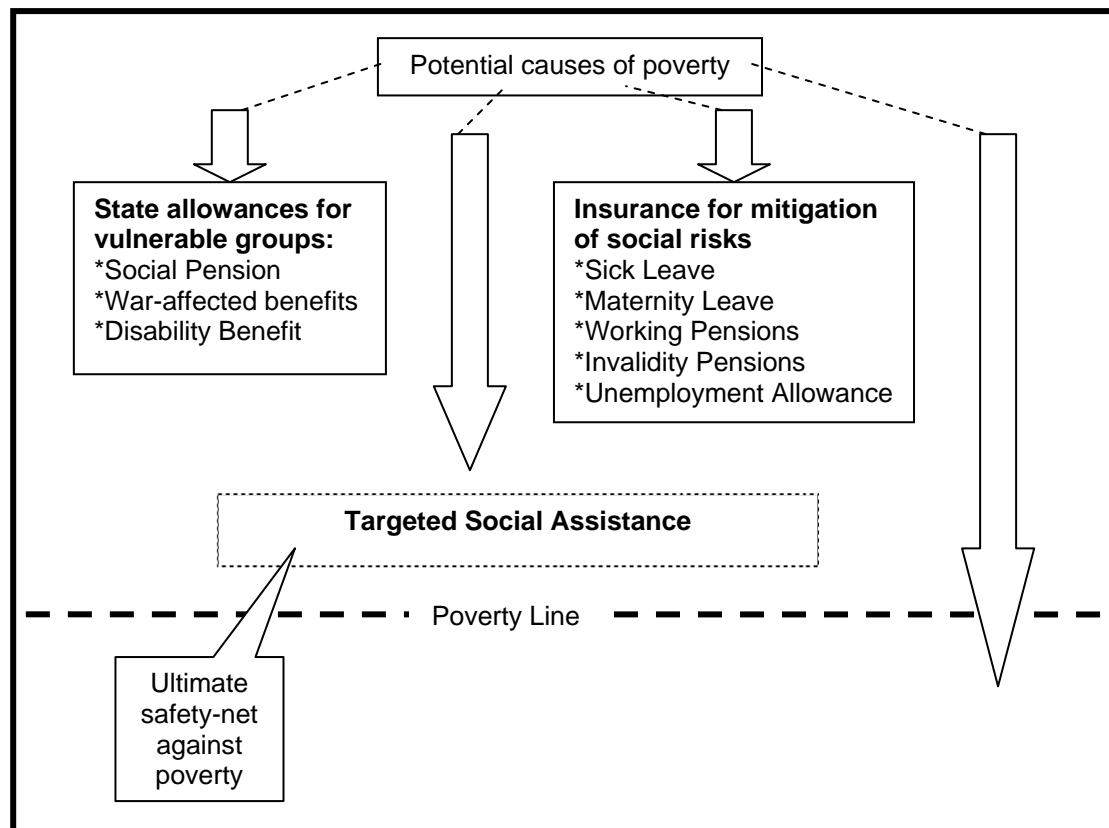 Potential causes of poverty
State allowances for
vulnerable groups:
*Social Pension
*War-affected benefits
*Disability Benefit
Insurance for mitigation
of social risks
*Sick Leave
*Maternity Leave
*Working Pensions
*Invalidity Pensions
*Unemployment Allowance
Targeted Social Assistance
Poverty Line
Ultimate
safety-net
against
poverty